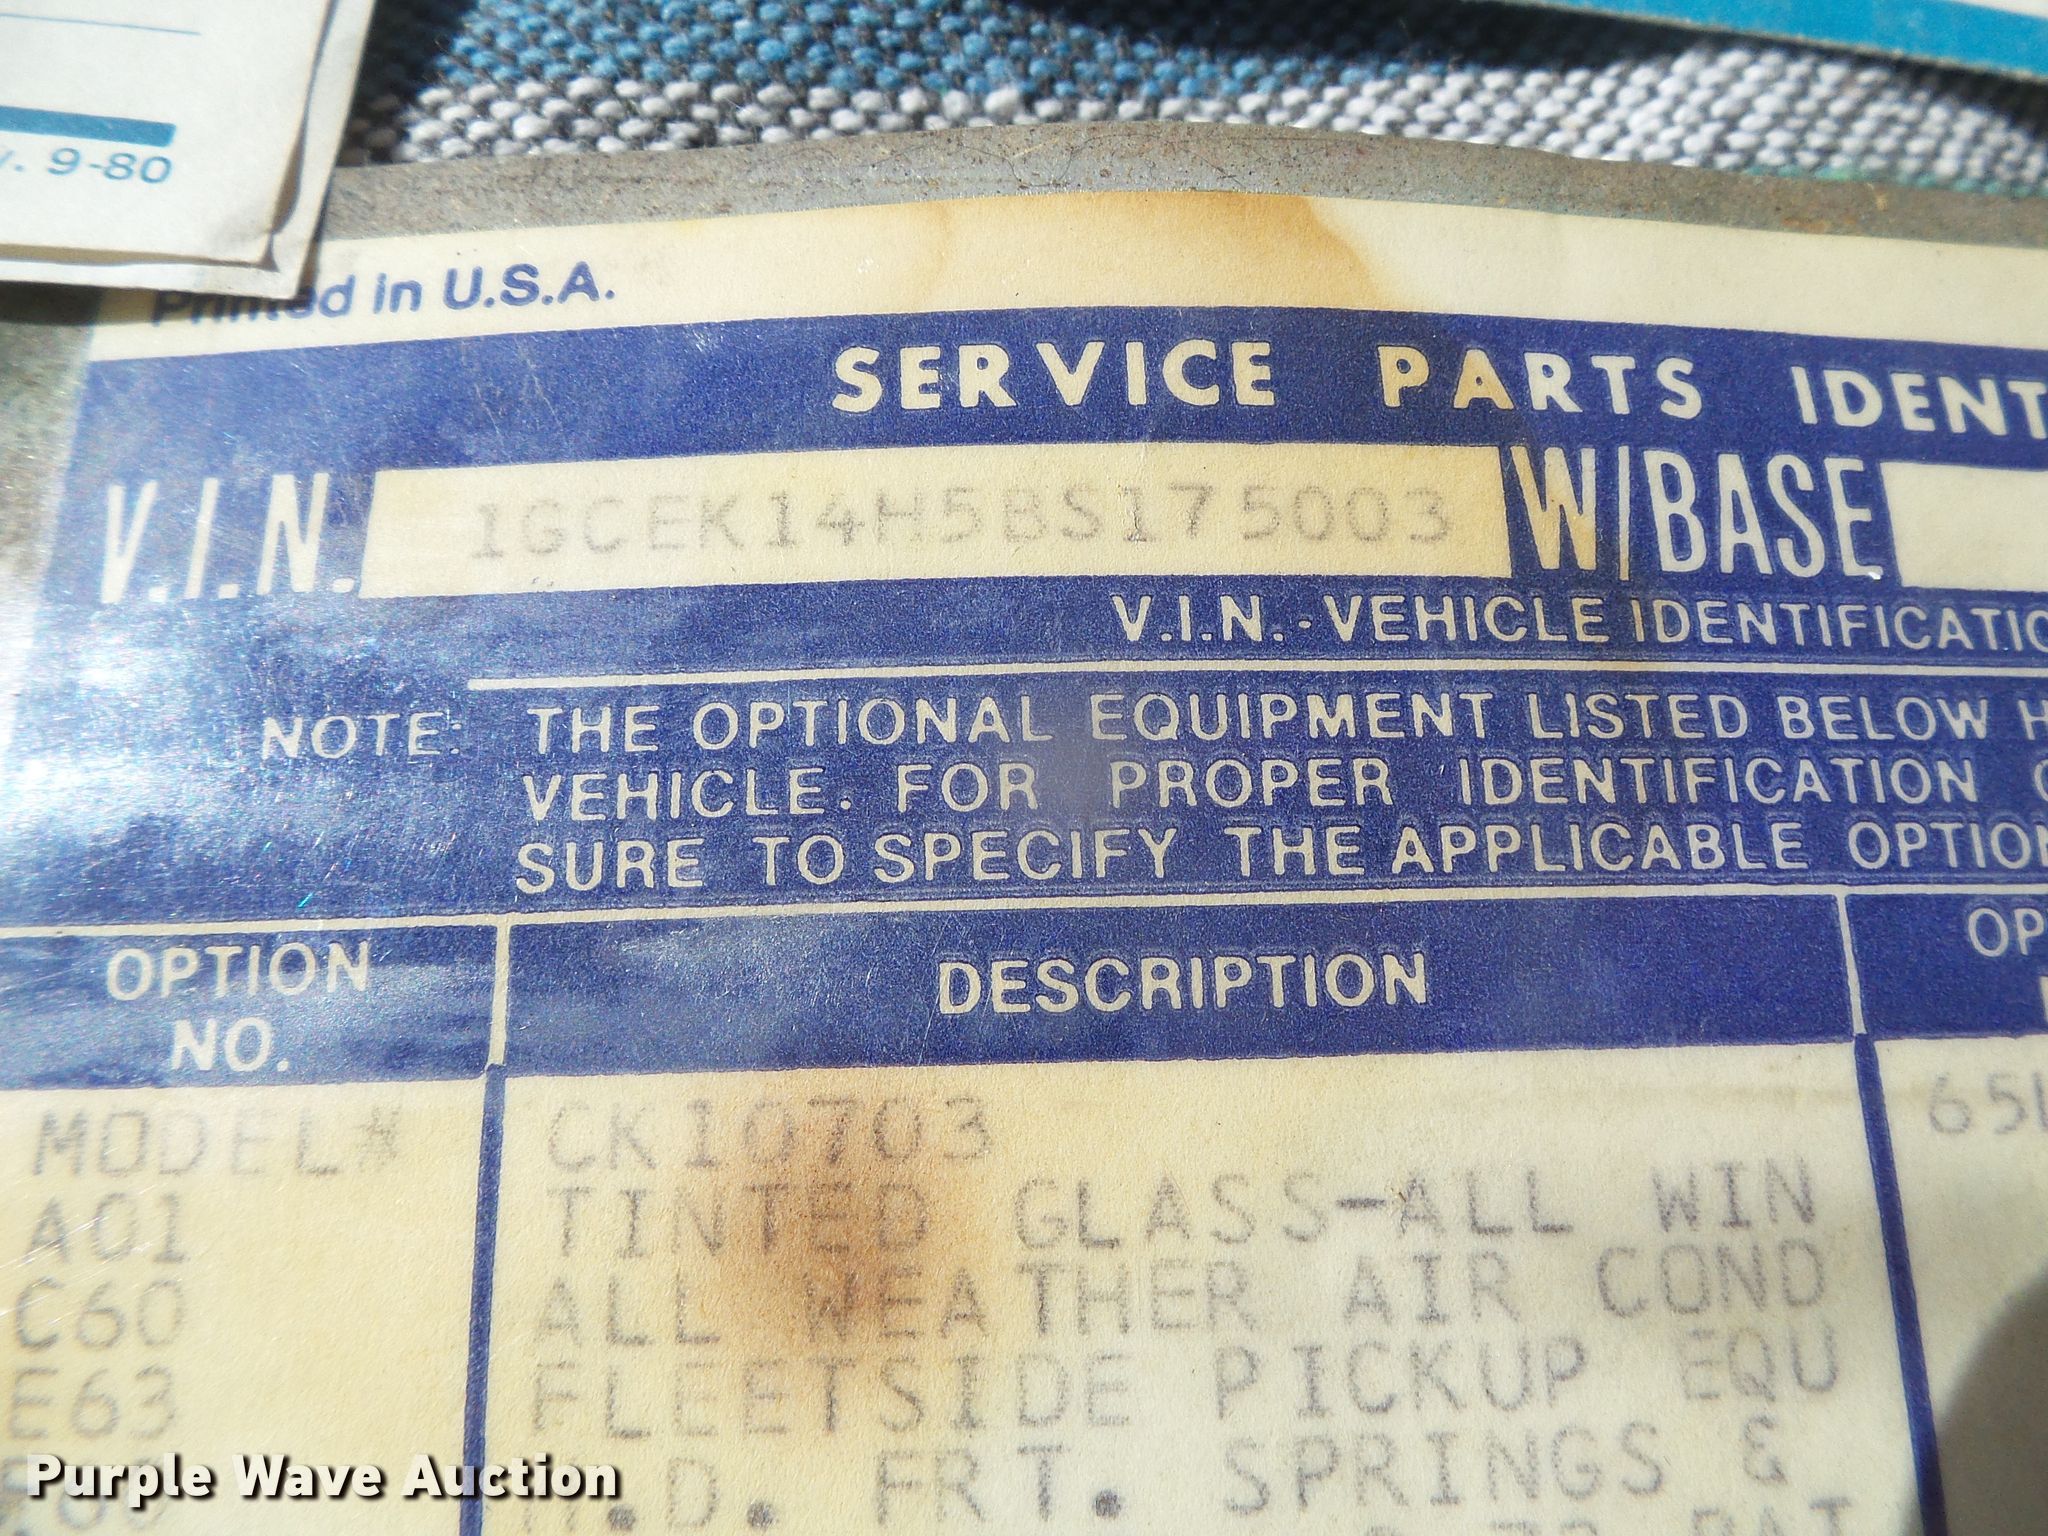 9-80
Printed in U.S.A.
SERVICE PARTS IDENT
V.I.N. 1GCEK14H5BS175003 W/BASE
V.I.N. - VEHICLE IDENTIFICATIO
NOTE: THE OPTIONAL EQUIPMENT LISTED BELOW H
VEHICLE. FOR PROPER IDENTIFICATION
SURE TO SPECIFY THE APPLICABLE OPTION
OPTION NO.
DESCRIPTION
OP
MODEL# CK10703
A01 TINTED GLASS-ALL WIN
C60 ALL WEATHER AIR COND
E63 FLEETSIDE PICKUP EQU
H.D. FRT. SPRINGS &
Purple Wave Auction